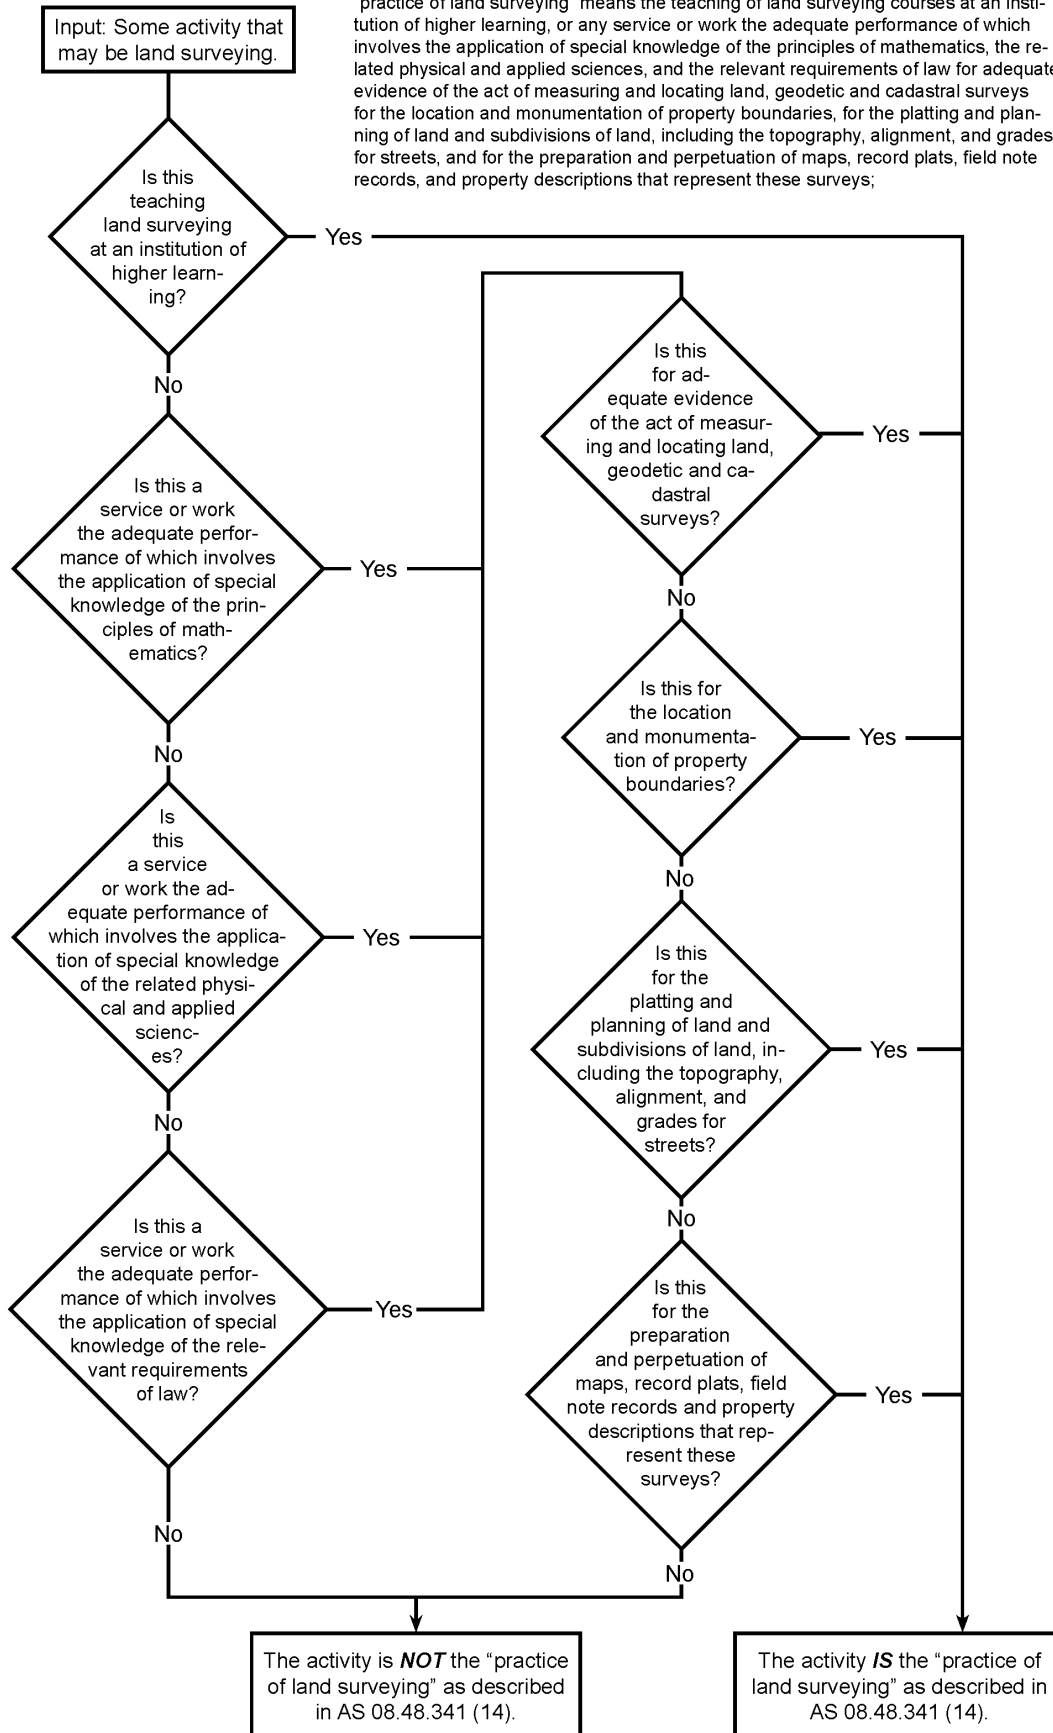 Input: Some activity that
may be land surveying.
“practice of land surveying” means the teaching of land surveying courses at an insti-
tution of higher learning, or any service or work the adequate performance of which
involves the application of special knowledge of the principles of mathematics, the re-
lated physical and applied sciences, and the relevant requirements of law for adequate
evidence of the act of measuring and locating land, geodetic and cadastral surveys
for the location and monumentation of property boundaries, for the platting and plan-
ning of land and subdivisions of land, including the topography, alignment, and grades
for streets, and for the preparation and perpetuation of maps, record plats, field note
records, and property descriptions that represent these surveys;
Is this
teaching
land surveying
at an institution of
higher learn-
ing?
Yes
No
Is this a
service or work
the adequate perfor-
mance of which involves
the application of special
knowledge of the prin-
ciples of math-
ematics?
Yes
No
Is
this
a service
or work the ad-
equate performance of
which involves the applica-
tion of special knowledge
of the related physi-
cal and applied
scienc-
es?
Yes
No
Is this a
service or work
the adequate perfor-
mance of which involves
the application of special
knowledge of the rele-
vant requirements
of law?
Yes
No
Is this
for ad-
equate evidence
of the act of measur-
ing and locating land,
geodetic and ca-
dastral
surveys?
Yes
No
Is this for
the location
and monumenta-
tion of property
boundaries?
Yes
No
Is this
for the
platting and
planning of land and
subdivisions of land, in-
cluding the topography,
alignment, and
grades for
streets?
Yes
No
Is this
for the
preparation
and perpetuation of
maps, record plats, field
note records and property
descriptions that rep-
resent these
surveys?
Yes
No
The activity is NOT the “practice
of land surveying” as described
in AS 08.48.341 (14).
The activity IS the “practice of
land surveying” as described in
AS 08.48.341 (14).